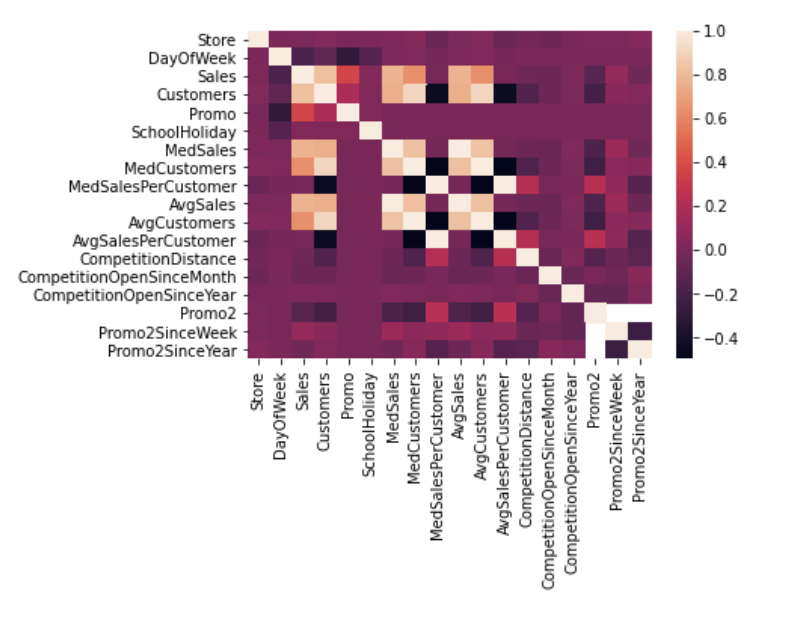 Store
DayOfWeek
Sales
Customers
Promo
SchoolHoliday
MedSales
MedCustomers
MedSalesPerCustomer
AvgSales
AvgCustomers
AvgSalesPerCustomer
CompetitionDistance
CompetitionOpenSinceMonth
CompetitionOpenSinceYear
Promo2
Promo2SinceWeek
Promo2SinceYear
1.0
0.8
0.6
0.4
0.2
0.0
−0.2
−0.4
Store
DayOfWeek
Sales
Customers
Promo
SchoolHoliday
MedSales
MedCustomers
MedSalesPerCustomer
AvgSales
AvgCustomers
AvgSalesPerCustomer
CompetitionDistance
CompetitionOpenSinceMonth
CompetitionOpenSinceYear
Promo2
Promo2SinceWeek
Promo2SinceYear